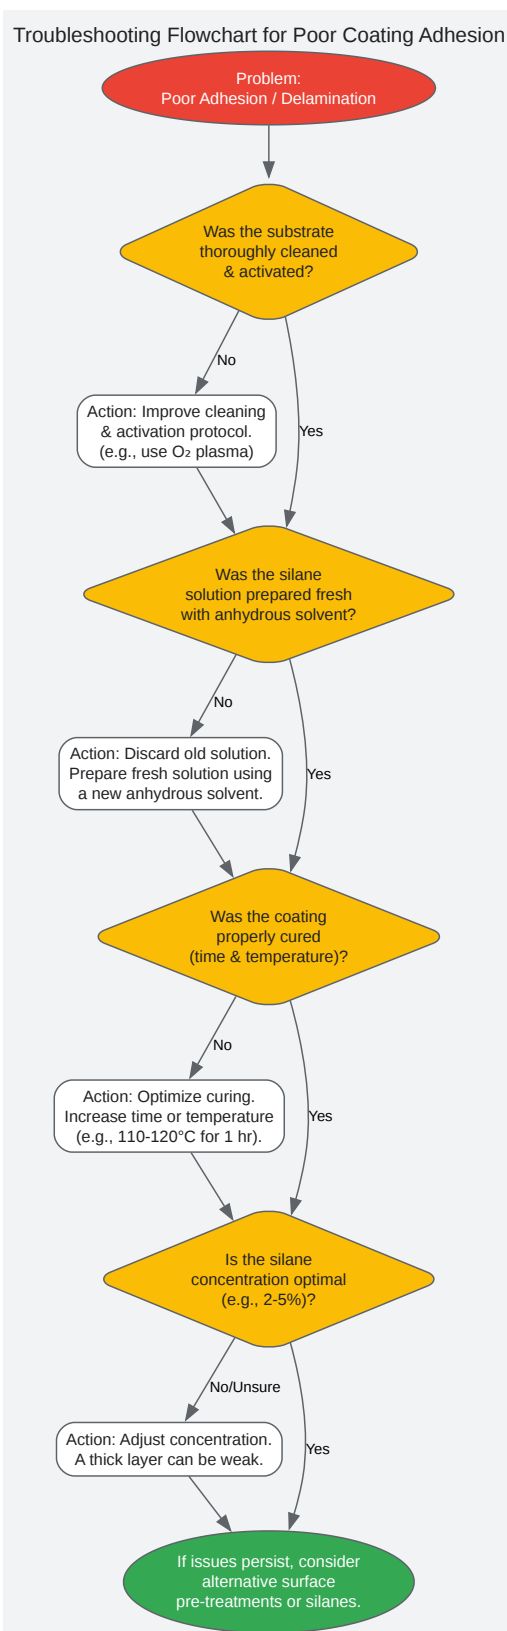 Troubleshooting Flowchart for Poor Coating Adhesion
Problem:
Poor Adhesion / Delamination
Was the substrate
thoroughly cleaned
& activated?
No
Action: Improve cleaning
& activation protocol.
(e.g., use O₂ plasma)
Yes
Was the silane
solution prepared fresh
with anhydrous solvent?
No
Action: Discard old solution.
Prepare fresh solution using
a new anhydrous solvent.
Yes
Was the coating
properly cured
(time & temperature)?
No
Action: Optimize curing.
Increase time or temperature
(e.g., 110-120°C for 1 hr).
Yes
Is the silane
concentration optimal
(e.g., 2-5%)?
No/Unsure
Action: Adjust concentration.
A thick layer can be weak.
Yes
If issues persist, consider
alternative surface
pre-treatments or silanes.